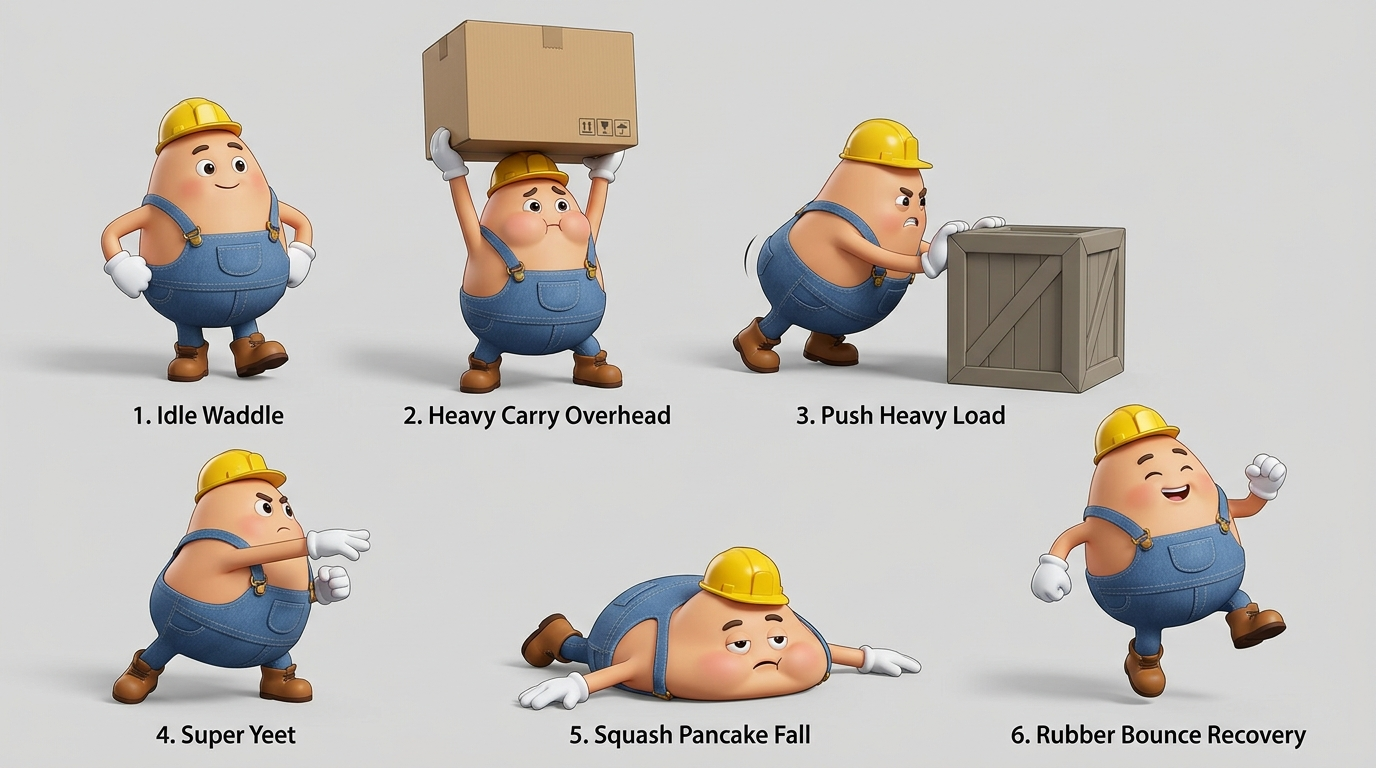 1. Idle Waddle
2. Heavy Carry Overhead
3. Push Heavy Load
4. Super Yeet
5. Squash Pancake Fall
6. Rubber Bounce Recovery